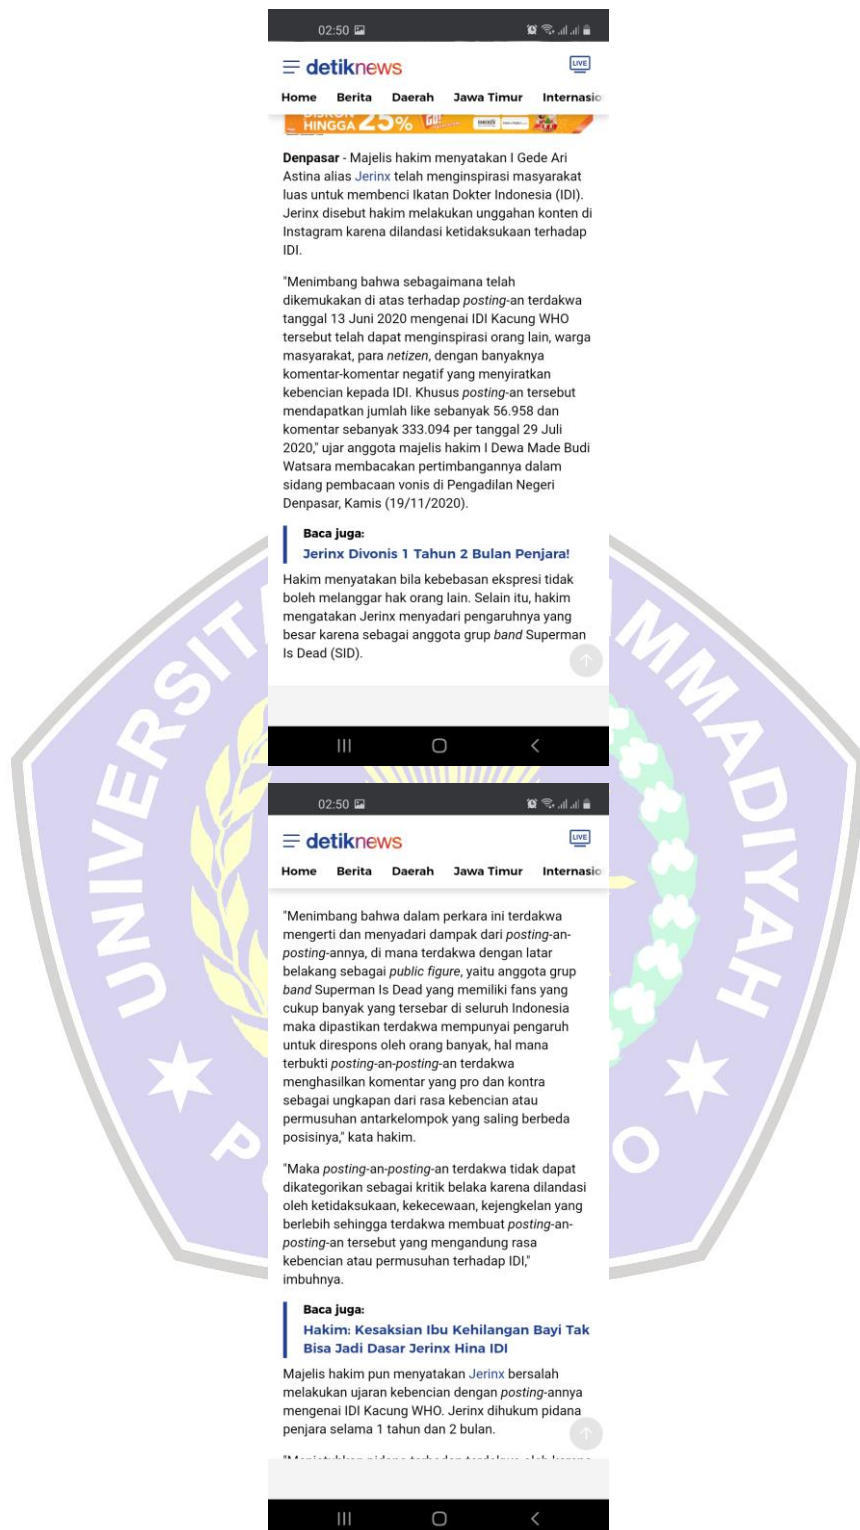 02:50
detiknews
LIVE
Home Berita Daerah Jawa Timur Internasio
DISKON
HINGGA 25% GO!
Denpasar - Majelis hakim menyatakan I Gede Ari
Astina alias Jerinx telah menginspirasi masyarakat
luas untuk membenci Ikatan Dokter Indonesia (IDI).
Jerinx disebut hakim melakukan unggahan konten di
Instagram karena dilandasi ketidaksukaan terhadap
IDI.
"Menimbang bahwa sebagaimana telah
dikemukakan di atas terhadap posting-an terdakwa
tanggal 13 Juni 2020 mengenai IDI Kacung WHO
tersebut telah dapat menginspirasi orang lain, warga
masyarakat, para netizen, dengan banyaknya
komentar-komentar negatif yang menyiratkan
kebencian kepada IDI. Khusus posting-an tersebut
mendapatkan jumlah like sebanyak 56.958 dan
komentar sebanyak 333.094 per tanggal 29 Juli
2020," ujar anggota majelis hakim I Dewa Made Budi
Watsara membacakan pertimbangannya dalam
sidang pembacaan vonis di Pengadilan Negeri
Denpasar, Kamis (19/11/2020).
Baca juga:
Jerinx Divonis 1 Tahun 2 Bulan Penjara!
Hakim menyatakan bila kebebasan ekspresi tidak
boleh melanggar hak orang lain. Selain itu, hakim
mengatakan Jerinx menyadari pengaruhnya yang
besar karena sebagai anggota grup band Superman
Is Dead (SID).
02:50
detiknews
LIVE
Home Berita Daerah Jawa Timur Internasio
"Menimbang bahwa dalam perkara ini terdakwa
mengerti dan menyadari dampak dari posting-an-
posting-annya, di mana terdakwa dengan latar
belakang sebagai public figure, yaitu anggota grup
band Superman Is Dead yang memiliki fans yang
cukup banyak yang tersebar di seluruh Indonesia
maka dipastikan terdakwa mempunyai pengaruh
untuk direspons oleh orang banyak, hal mana
terbukti posting-an-posting-an terdakwa
menghasilkan komentar yang pro dan kontra
sebagai ungkapan dari rasa kebencian atau
permusuhan antarkelompok yang saling berbeda
posisinya," kata hakim.
"Maka posting-an-posting-an terdakwa tidak dapat
dikategorikan sebagai kritik belaka karena dilandasi
oleh ketidaksukaan, kekecewaan, kejengkelan yang
berlebih sehingga terdakwa membuat posting-an-
posting-an tersebut yang mengandung rasa
kebencian atau permusuhan terhadap IDI,"
imbuhnya.
Baca juga:
Hakim: Kesaksian Ibu Kehilangan Bayi Tak
Bisa Jadi Dasar Jerinx Hina IDI
Majelis hakim pun menyatakan Jerinx bersalah
melakukan ujaran kebencian dengan posting-annya
mengenai IDI Kacung WHO. Jerinx dihukum pidana
penjara selama 1 tahun dan 2 bulan.